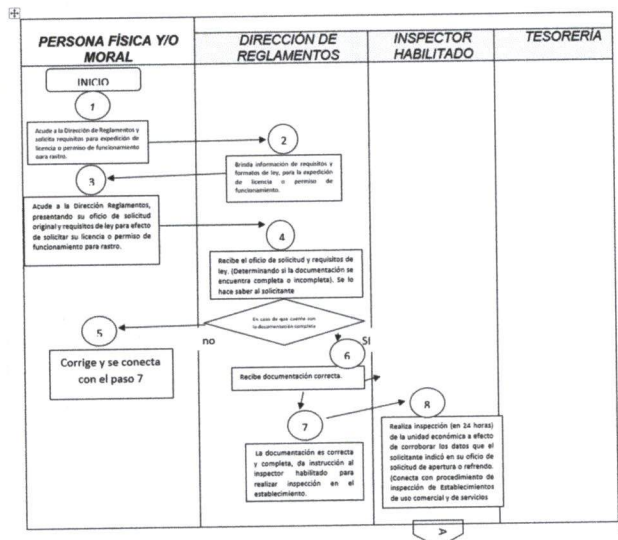 PERSONA FÍSICA Y/O
MORAL
DIRECCIÓN DE
REGLAMENTOS
INSPECTOR
HABILITADO
TESORERÍA
INICIO
1
Acude a la Dirección de Reglamentos y
solicita requisitos para expedición de
licencia o permiso de funcionamiento
para rastro.
2
Brinda información de requisitos y
formatos de ley, para la expedición
de licencia o permiso de
funcionamiento.
3
Acude a la Dirección Reglamentos,
presentando su oficio de solicitud
original y requisitos de ley para efecto
de solicitar su licencia o permiso de
funcionamiento para rastro.
4
Recibe el oficio de solicitud y requisitos de
ley. (Determinando si la documentación se
encuentra completa o incompleta). Se lo
hace saber al solicitante
En caso de que cuente con
la documentación completa
no
SI
5
Corrige y se conecta
con el paso 7
6
Recibe documentación correcta.
7
La documentación es correcta
y completa, da instrucción al
inspector habilitado para
realizar inspección en el
establecimiento.
8
Realiza inspección (en 24 horas)
de la unidad económica a efecto
de corroborar los datos que el
solicitante indicó en su oficio de
solicitud de apertura o refrendo.
(Conecta con procedimiento de
inspección de Establecimientos
de uso comercial y de servicios
A